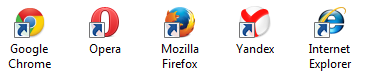 Google Chrome
Opera
Mozilla Firefox
Yandex
Internet Explorer